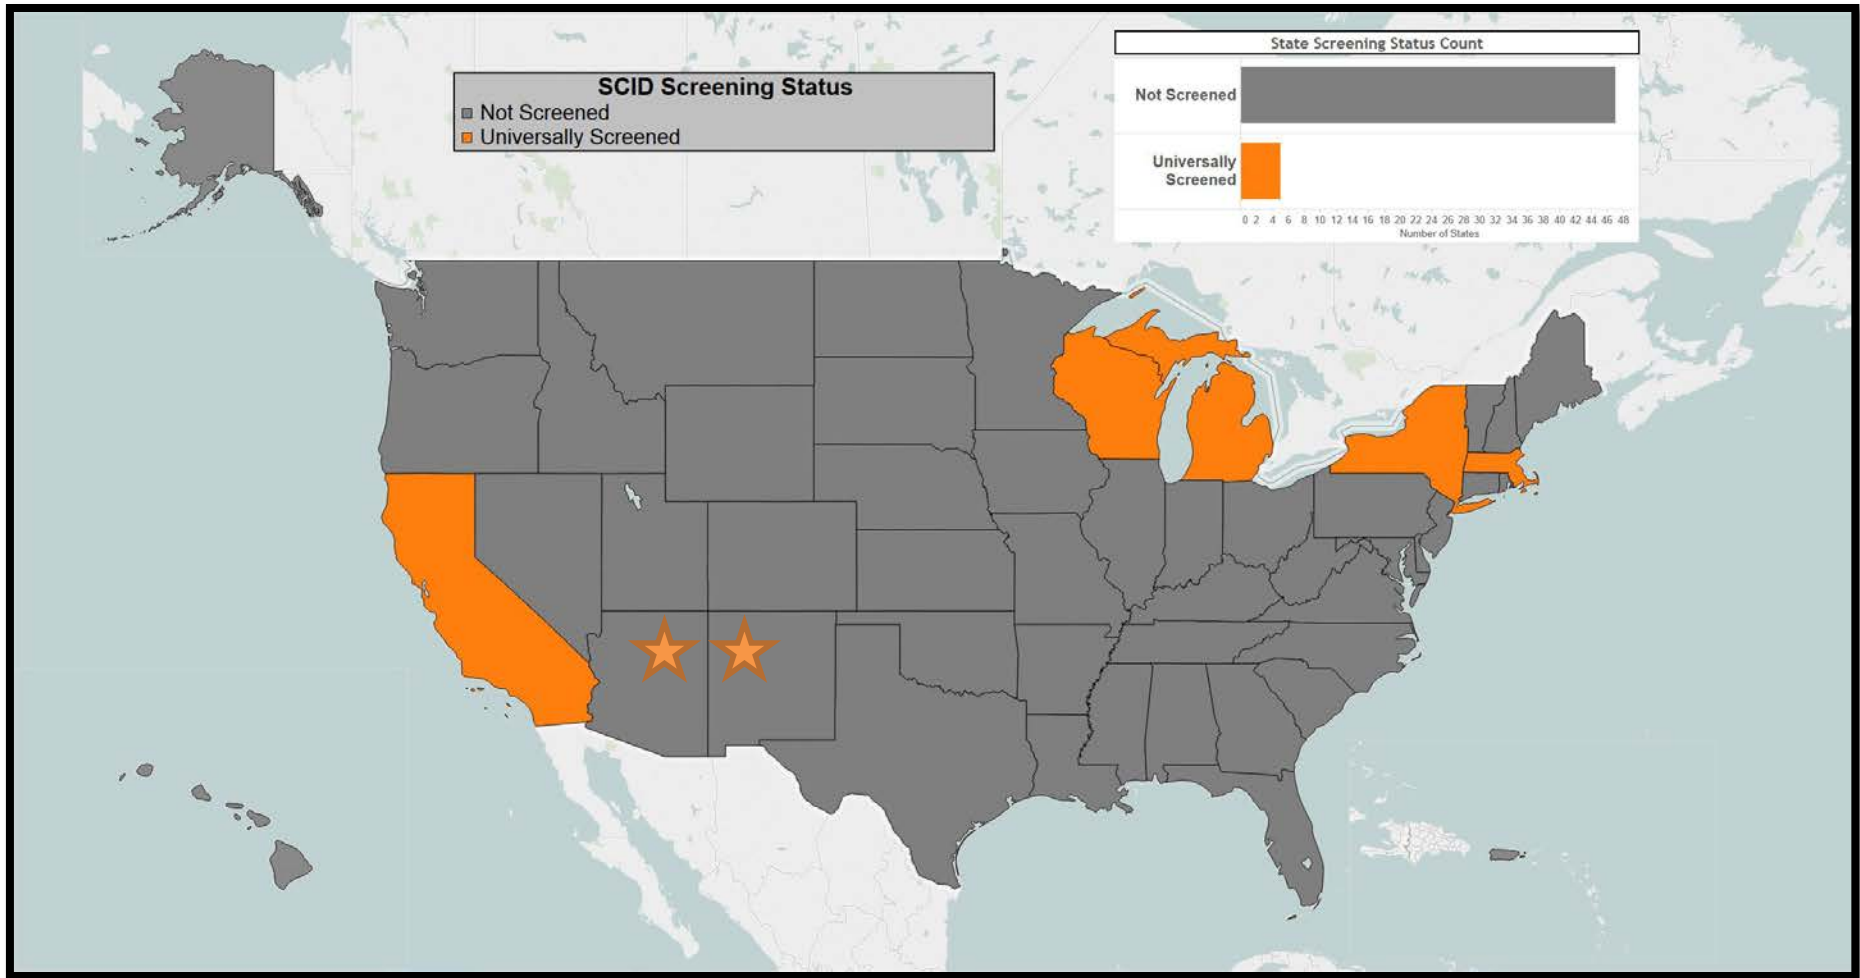 SCID Screening Status
Not Screened
Universally Screened
State Screening Status Count
Not Screened
Universally
Screened
0 2 4 6 8 10 12 14 16 18 20 22 24 26 28 30 32 34 36 38 40 42 44 46 48
Number of States